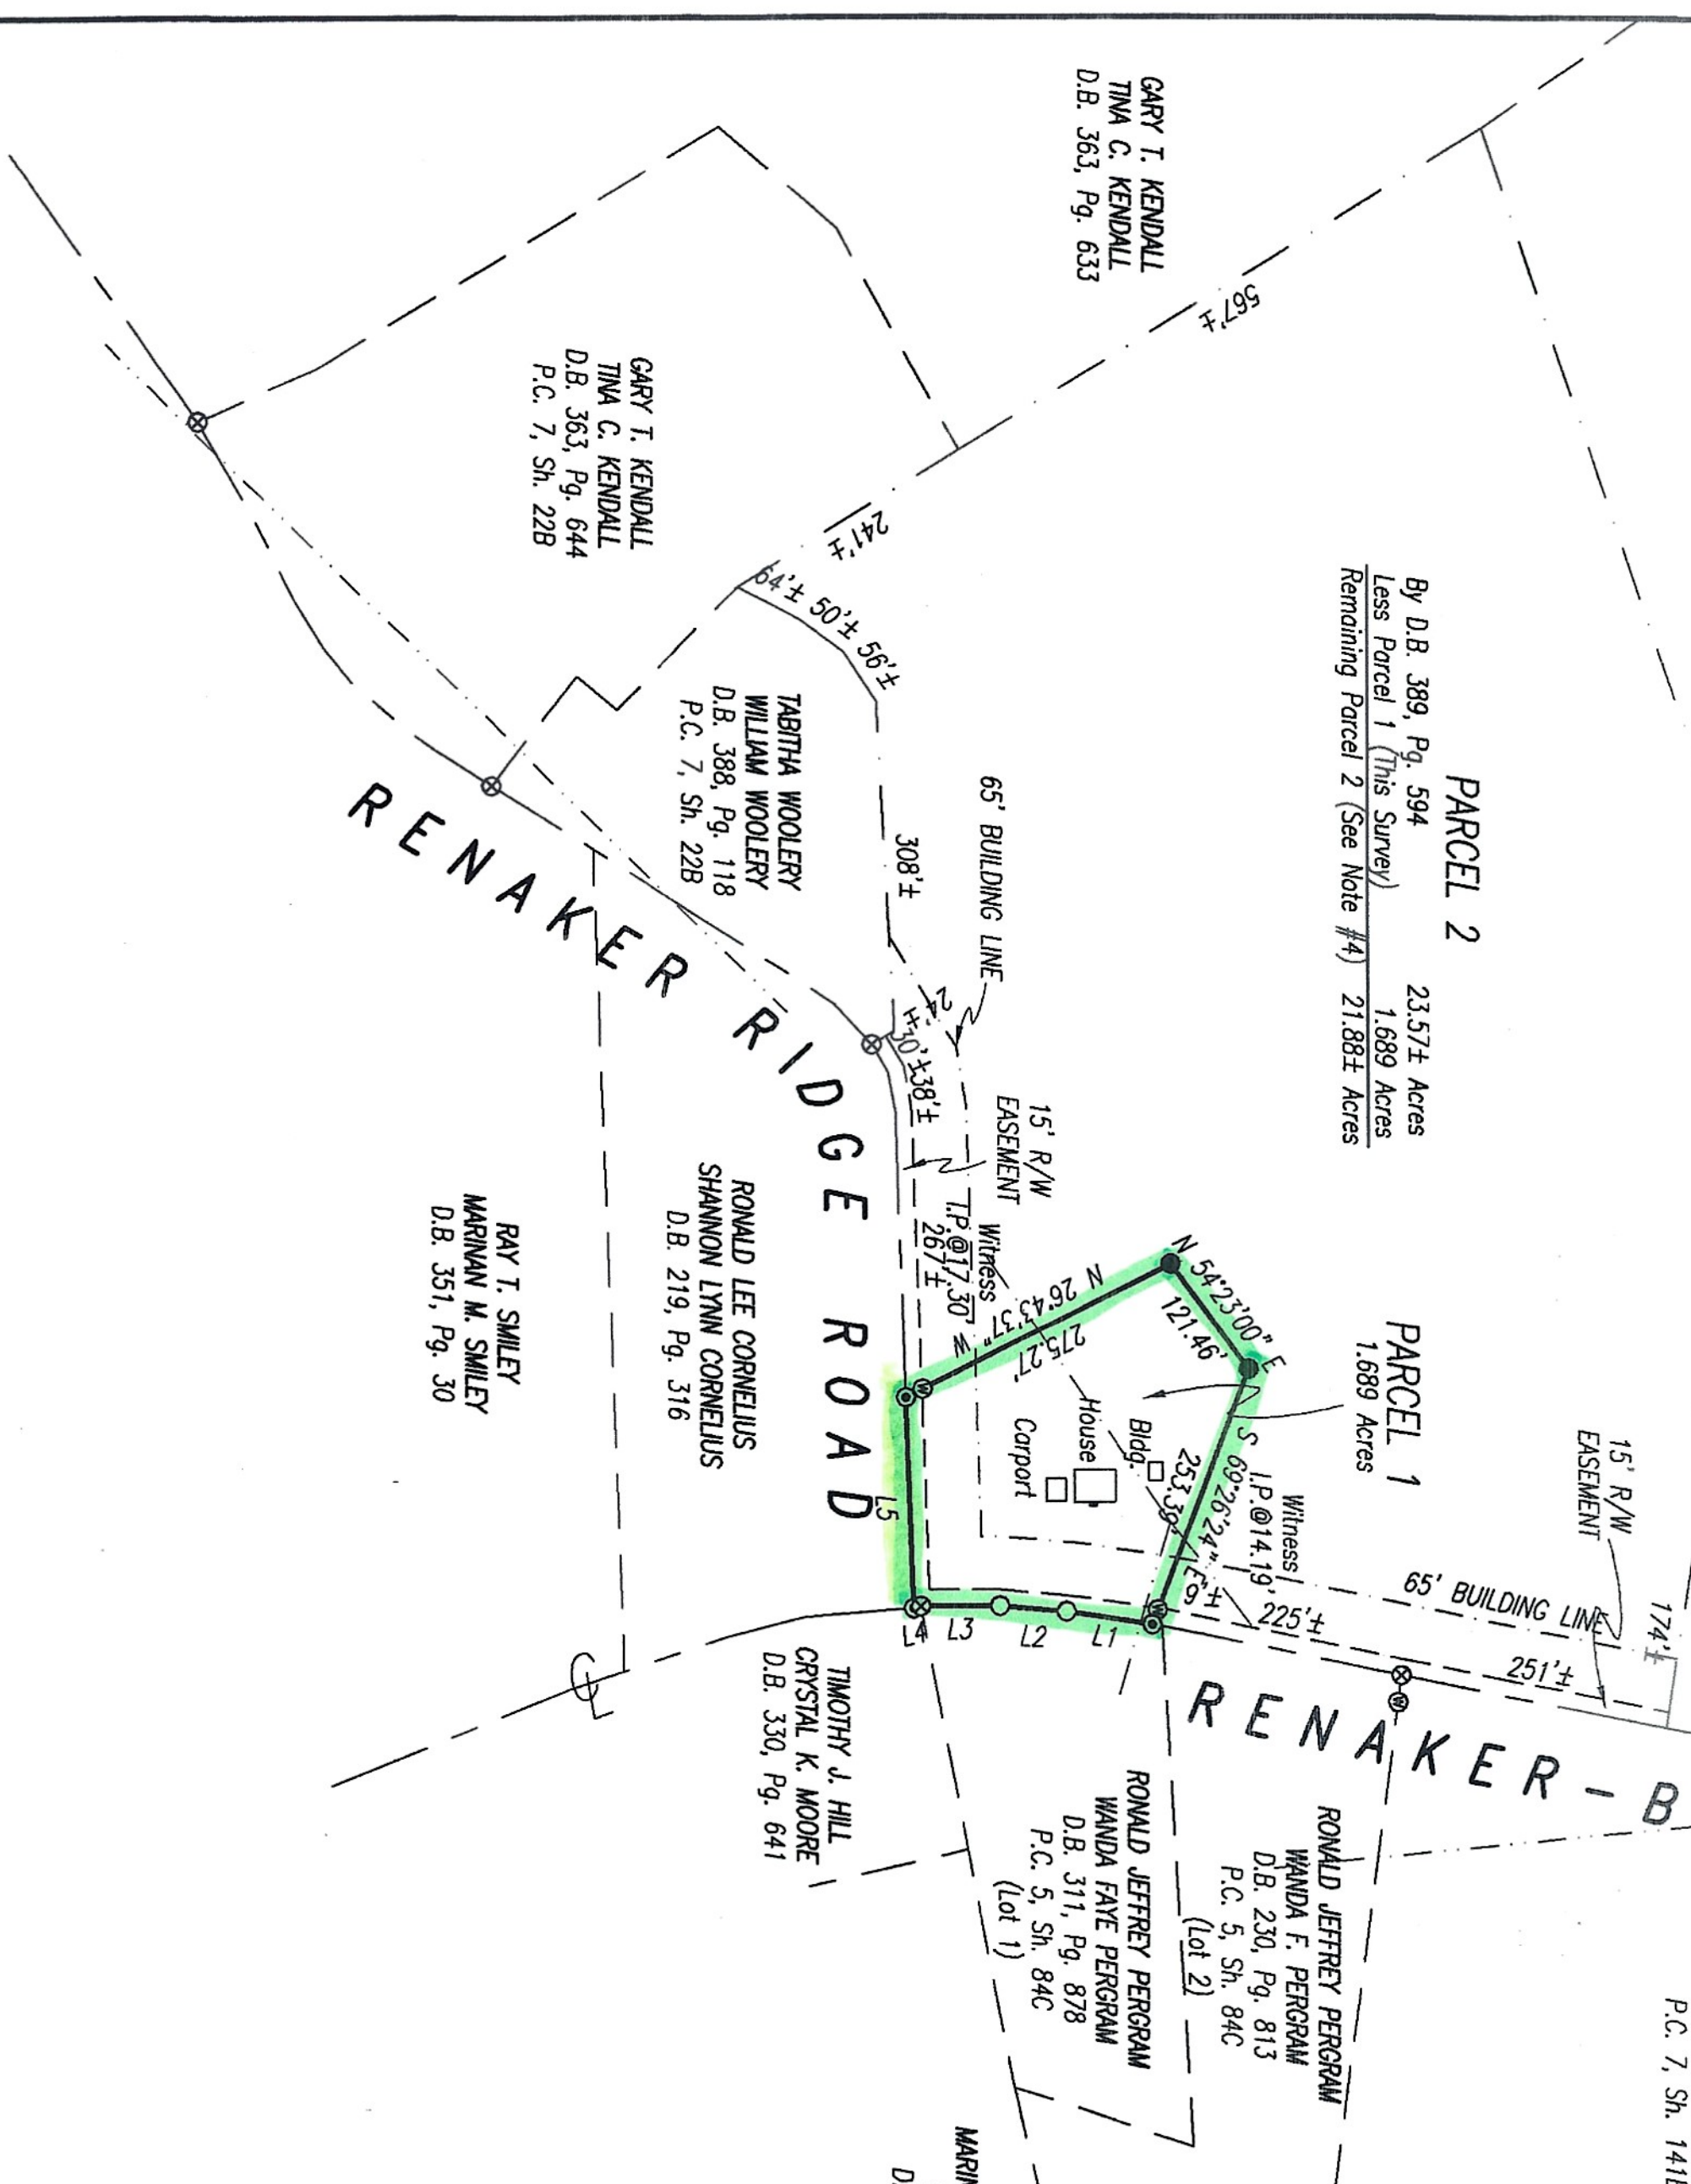 GARY T. KENDALL
TINA C. KENDALL
D.B. 363, Pg. 633
567'±
PARCEL 2
By D.B. 389, Pg. 594 23.57± Acres
Less Parcel 1 (This Survey) 1.689 Acres
Remaining Parcel 2 (See Note #4) 21.88± Acres
GARY T. KENDALL
TINA C. KENDALL
D.B. 363, Pg. 644
P.C. 7, Sh. 22B
241'±
64'± 50'± 56'±
TABITHA WOOLERY
WILLIAM WOOLERY
D.B. 388, Pg. 118
P.C. 7, Sh. 22B
308'±
65' BUILDING LINE
24'±
30'±
38'±
15' R/W
EASEMENT
Witness
I.P.@17.30'
267'±
N 26°43'37" W
275.27'
N 54°23'00" E
121.46'
PARCEL 1
1.689 Acres
S 69°26'24" E
253.39'
Witness
I.P.@14.19'
Bldg.
House
Carport
15' R/W
EASEMENT
65' BUILDING LINE
174'±
9'±
225'±
251'±
L1
L2
L3
L4
L5
RENAKER RIDGE ROAD
RENAKER-B
RONALD LEE CORNELIUS
SHANNON LYNN CORNELIUS
D.B. 219, Pg. 316
RAY T. SMILEY
MARINAN M. SMILEY
D.B. 351, Pg. 30
TIMOTHY J. HILL
CRYSTAL K. MOORE
D.B. 330, Pg. 641
RONALD JEFFREY PERGRAM
WANDA FAYE PERGRAM
D.B. 311, Pg. 878
P.C. 5, Sh. 84C
(Lot 1)
RONALD JEFFREY PERGRAM
WANDA F. PERGRAM
D.B. 230, Pg. 813
P.C. 5, Sh. 84C
(Lot 2)
P.C. 7, Sh. 141
MARIN
D